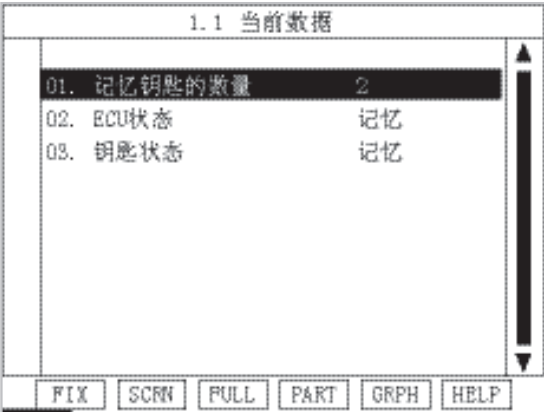 1.1 当前数据
01. 记忆钥匙的数量 2
02. ECU状态 记忆
03. 钥匙状态 记忆
FIX SCRN FULL PART GRPH HELP